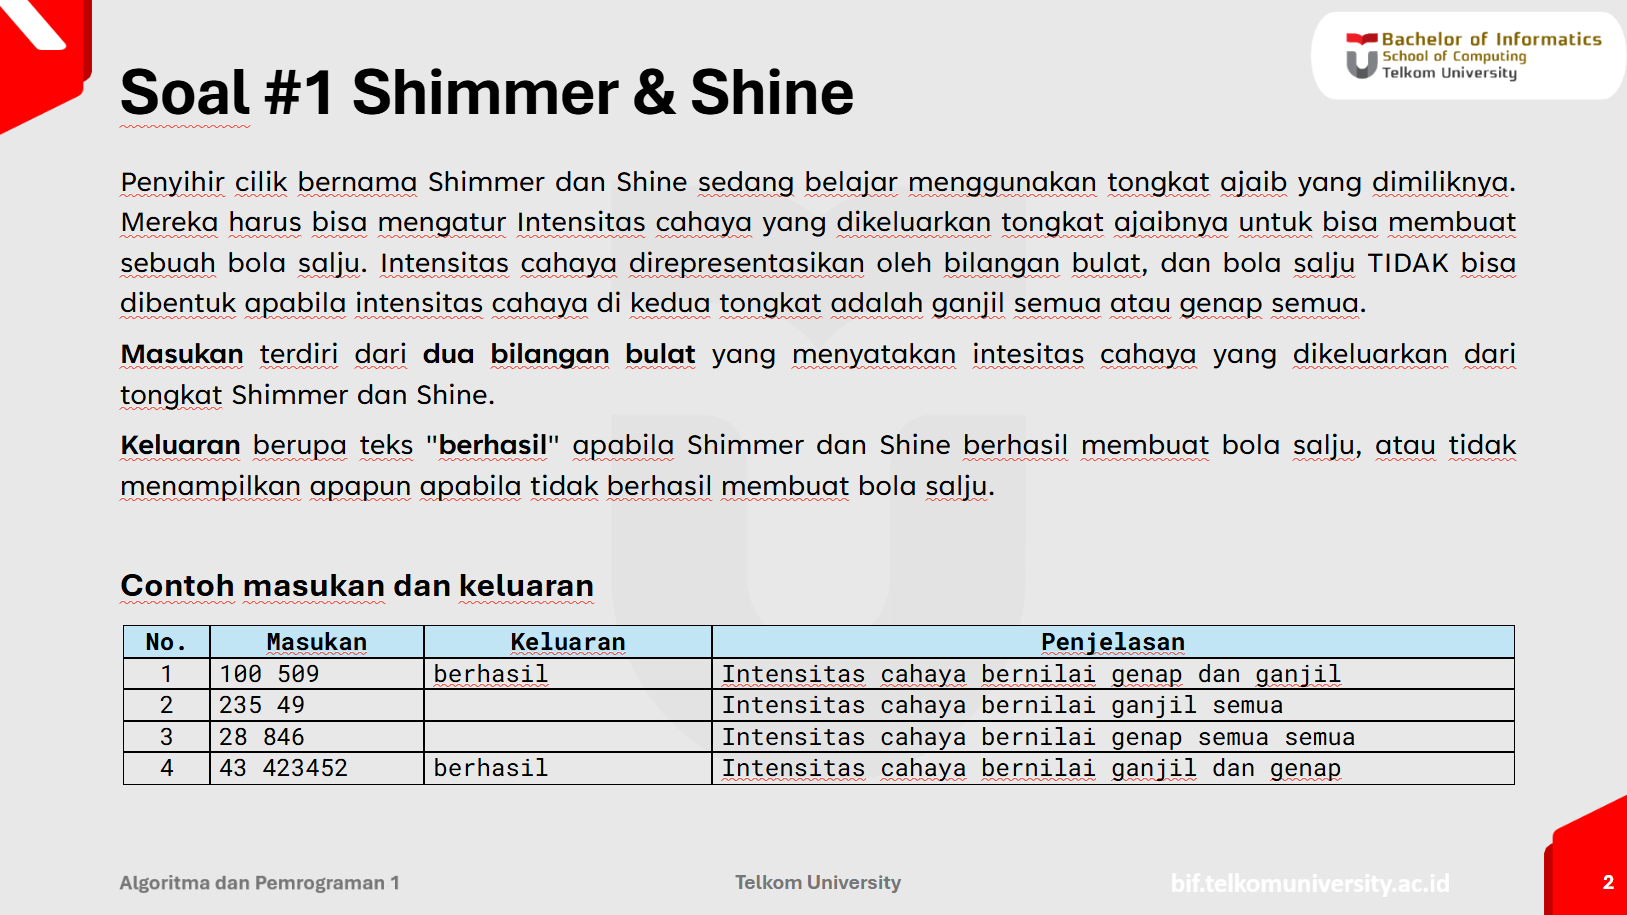 Bachelor of Informatics
School of Computing
Telkom University
Soal #1 Shimmer & Shine
Penyihir cilik bernama Shimmer dan Shine sedang belajar menggunakan tongkat ajaib yang dimiliknya.
Mereka harus bisa mengatur Intensitas cahaya yang dikeluarkan tongkat ajaibnya untuk bisa membuat
sebuah bola salju. Intensitas cahaya direpresentasikan oleh bilangan bulat, dan bola salju TIDAK bisa
dibentuk apabila intensitas cahaya di kedua tongkat adalah ganjil semua atau genap semua.
Masukan terdiri dari dua bilangan bulat yang menyatakan intesitas cahaya yang dikeluarkan dari
tongkat Shimmer dan Shine.
Keluaran berupa teks "berhasil" apabila Shimmer dan Shine berhasil membuat bola salju, atau tidak
menampilkan apapun apabila tidak berhasil membuat bola salju.
Contoh masukan dan keluaran
No. Masukan Keluaran Penjelasan
1 100 509 berhasil Intensitas cahaya bernilai genap dan ganjil
2 235 49 Intensitas cahaya bernilai ganjil semua
3 28 846 Intensitas cahaya bernilai genap semua semua
4 43 423452 berhasil Intensitas cahaya bernilai ganjil dan genap
Algoritma dan Pemrograman 1 Telkom University bif.telkomuniversity.ac.id 2